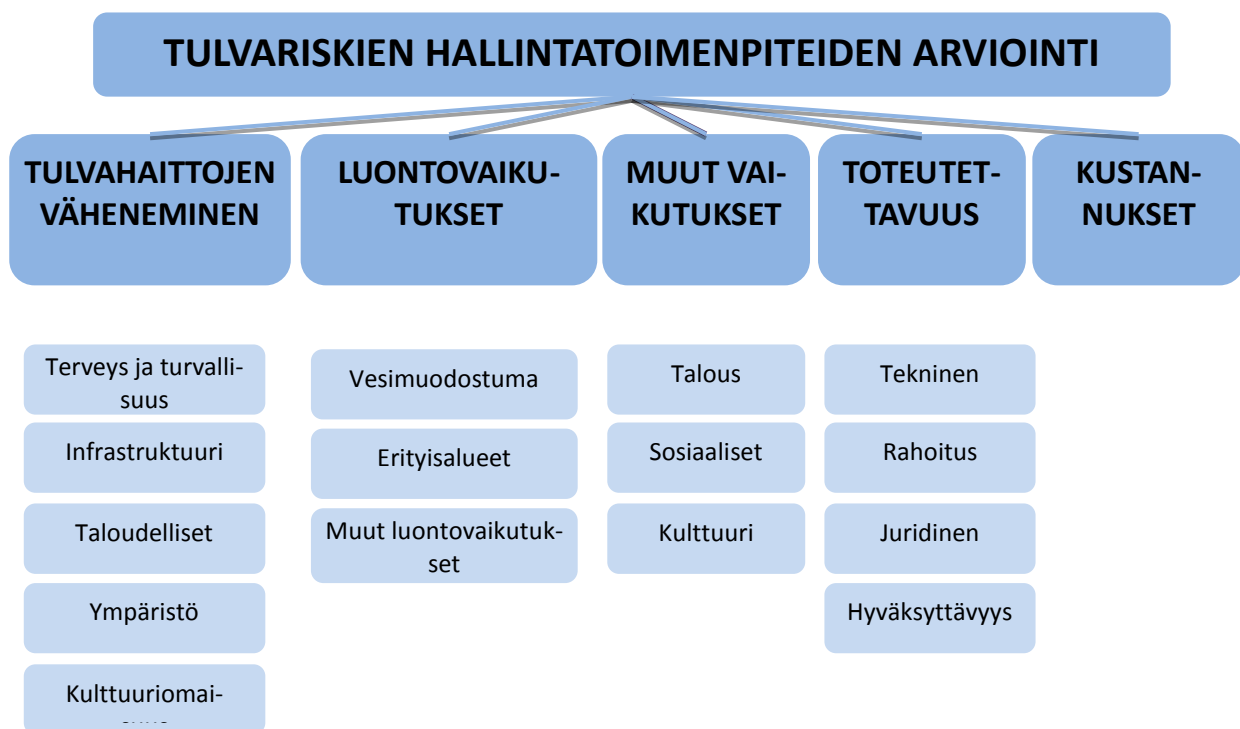 TULVARISKIEN HALLINTATOIMENPITEIDEN ARVIOINTI
TULVAHAITTOJEN
VÄHENEMINEN
LUONTOVAIKU-
TUKSET
MUUT VAI-
KUTUKSET
TOTEUTET-
TAVUUS
KUSTAN-
NUKSET
Terveys ja turvalli-
suus
Infrastruktuuri
Taloudelliset
Ympäristö
Kulttuuriomai-
Vesimuodostuma
Erityisalueet
Muut luontovaikutuk-
set
Talous
Sosiaaliset
Kulttuuri
Tekninen
Rahoitus
Juridinen
Hyväksyttävyys